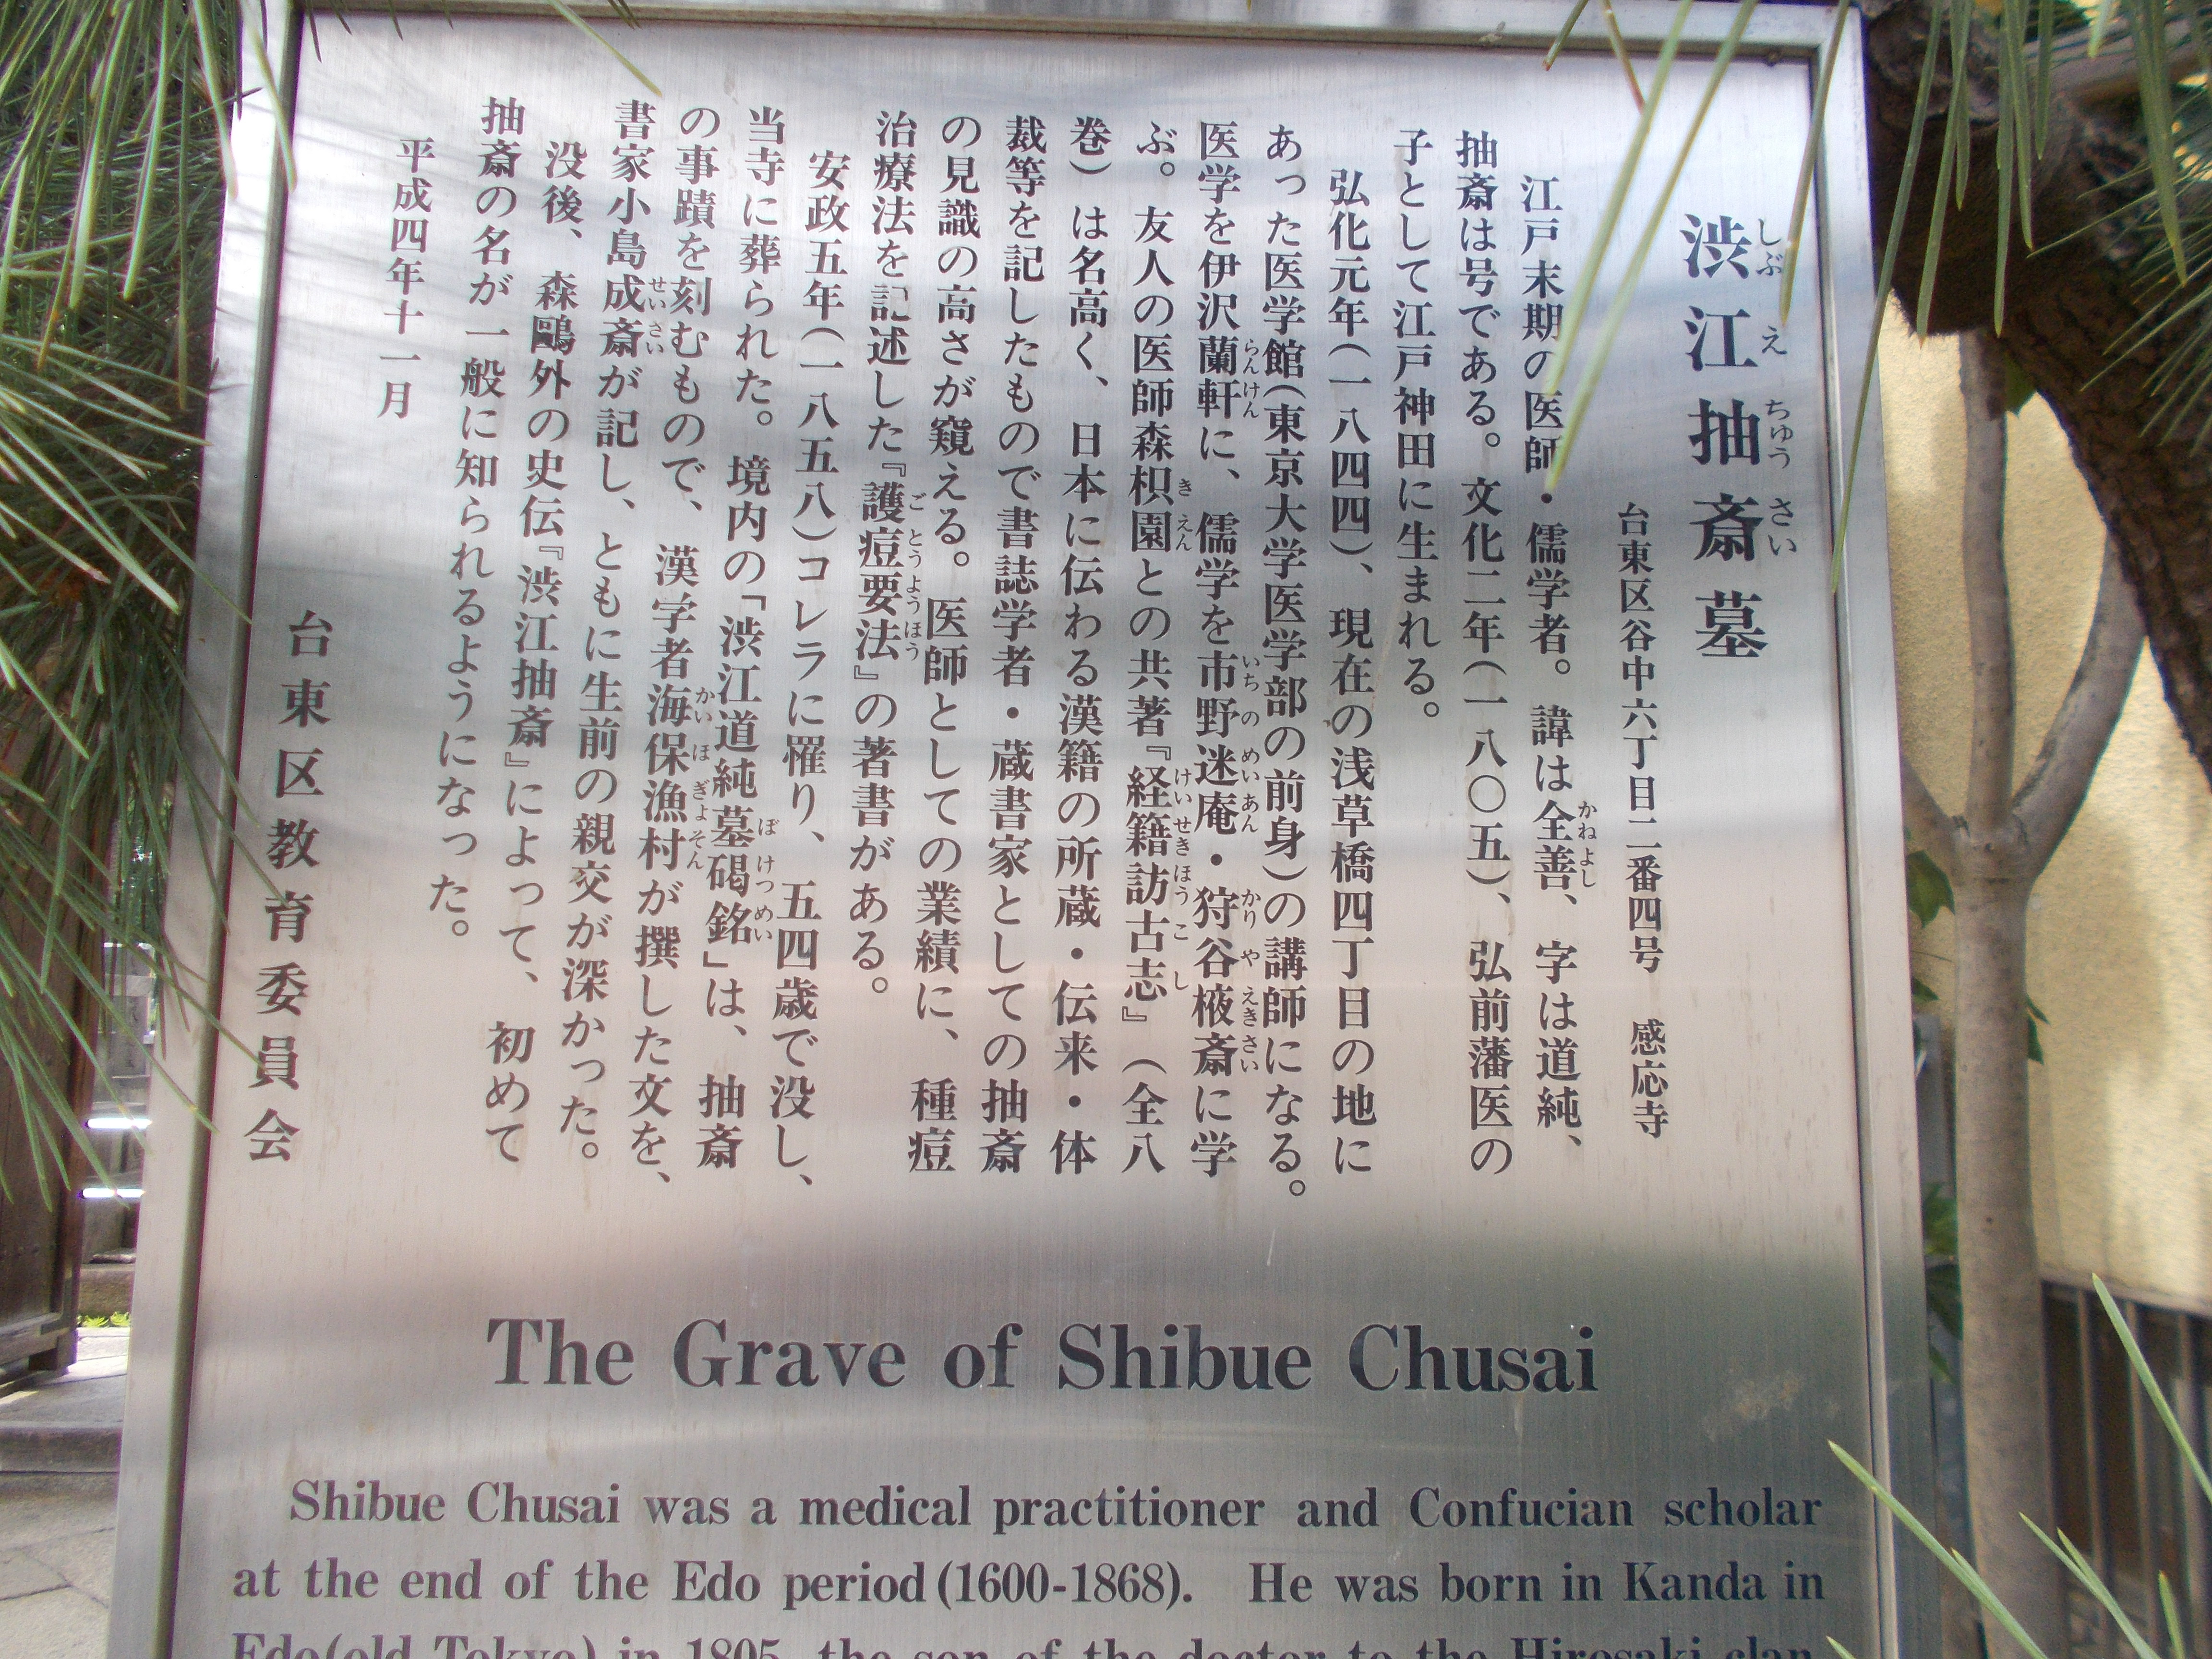 渋江抽斎墓
台東区谷中六丁目二番四号　感応寺
江戸末期の医師・儒学者。諱は全善、字は道純、
抽斎は号である。文化二年(一八〇五)、弘前藩医の
子として江戸神田に生まれる。
弘化元年(一八四四)、現在の浅草橋四丁目の地に
あった医学館(東京大学医学部の前身)の講師になる。
医学を伊沢蘭軒に、儒学を市野迷庵・狩谷棭斎に学
ぶ。友人の医師森枳園との共著『経籍訪古志』(全八
巻)は名高く、日本に伝わる漢籍の所蔵・伝来・体
裁等を記したもので書誌学者・蔵書家としての抽斎
の見識の高さが窺える。医師としての業績に、種痘
治療法を記述した『護痘要法』の著書がある。
安政五年(一八五八)コレラに罹り、五四歳で没し、
当寺に葬られた。境内の「渋江道純墓碣銘」は、抽斎
の事蹟を刻むもので、漢学者海保漁村が撰した文を、
書家小島成斎が記し、ともに生前の親交が深かった。
没後、森鷗外の史伝『渋江抽斎』によって、初めて
抽斎の名が一般に知られるようになった。
平成四年十一月
台東区教育委員会
The Grave of Shibue Chusai
Shibue Chusai was a medical practitioner and Confucian scholar
at the end of the Edo period (1600-1868). He was born in Kanda in
Edo(old Tokyo) in 1805, the son of the doctor to the Hirosaki clan.